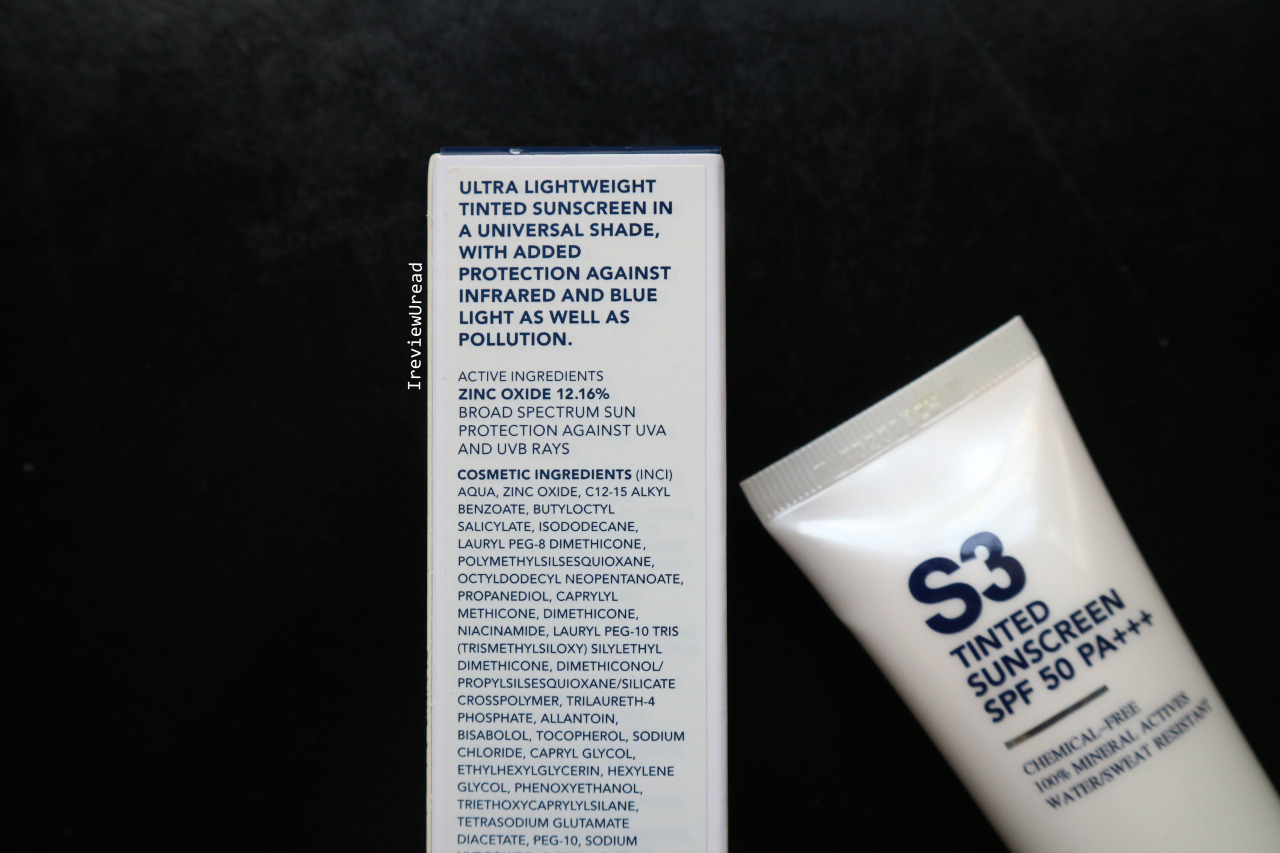 IreviewUread
ULTRA LIGHTWEIGHT
TINTED SUNSCREEN IN
A UNIVERSAL SHADE,
WITH ADDED
PROTECTION AGAINST
INFRARED AND BLUE
LIGHT AS WELL AS
POLLUTION.
ACTIVE INGREDIENTS
ZINC OXIDE 12.16%
BROAD SPECTRUM SUN
PROTECTION AGAINST UVA
AND UVB RAYS
COSMETIC INGREDIENTS (INCI)
AQUA, ZINC OXIDE, C12-15 ALKYL
BENZOATE, BUTYLOCTYL
SALICYLATE, ISODODECANE,
LAURYL PEG-8 DIMETHICONE,
POLYMETHYLSILSESQUIOXANE,
OCTYLDODECYL NEOPENTANOATE,
PROPANEDIOL, CAPRYLYL
METHICONE, DIMETHICONE,
NIACINAMIDE, LAURYL PEG-10 TRIS
(TRISMETHYLSILOXY) SILYLETHYL
DIMETHICONE, DIMETHICONOL/
PROPYLSILSESQUIOXANE/SILICATE
CROSSPOLYMER, TRILAURETH-4
PHOSPHATE, ALLANTOIN,
BISABOLOL, TOCOPHEROL, SODIUM
CHLORIDE, CAPRYL GLYCOL,
ETHYLHEXYLGLYCERIN, HEXYLENE
GLYCOL, PHENOXYETHANOL,
TRIETHOXYCAPRYLYLSILANE,
TETRASODIUM GLUTAMATE
DIACETATE, PEG-10, SODIUM
S3
TINTED
SUNSCREEN
SPF 50 PA+++
CHEMICAL-FREE
100% MINERAL ACTIVES
WATER/SWEAT RESISTANT